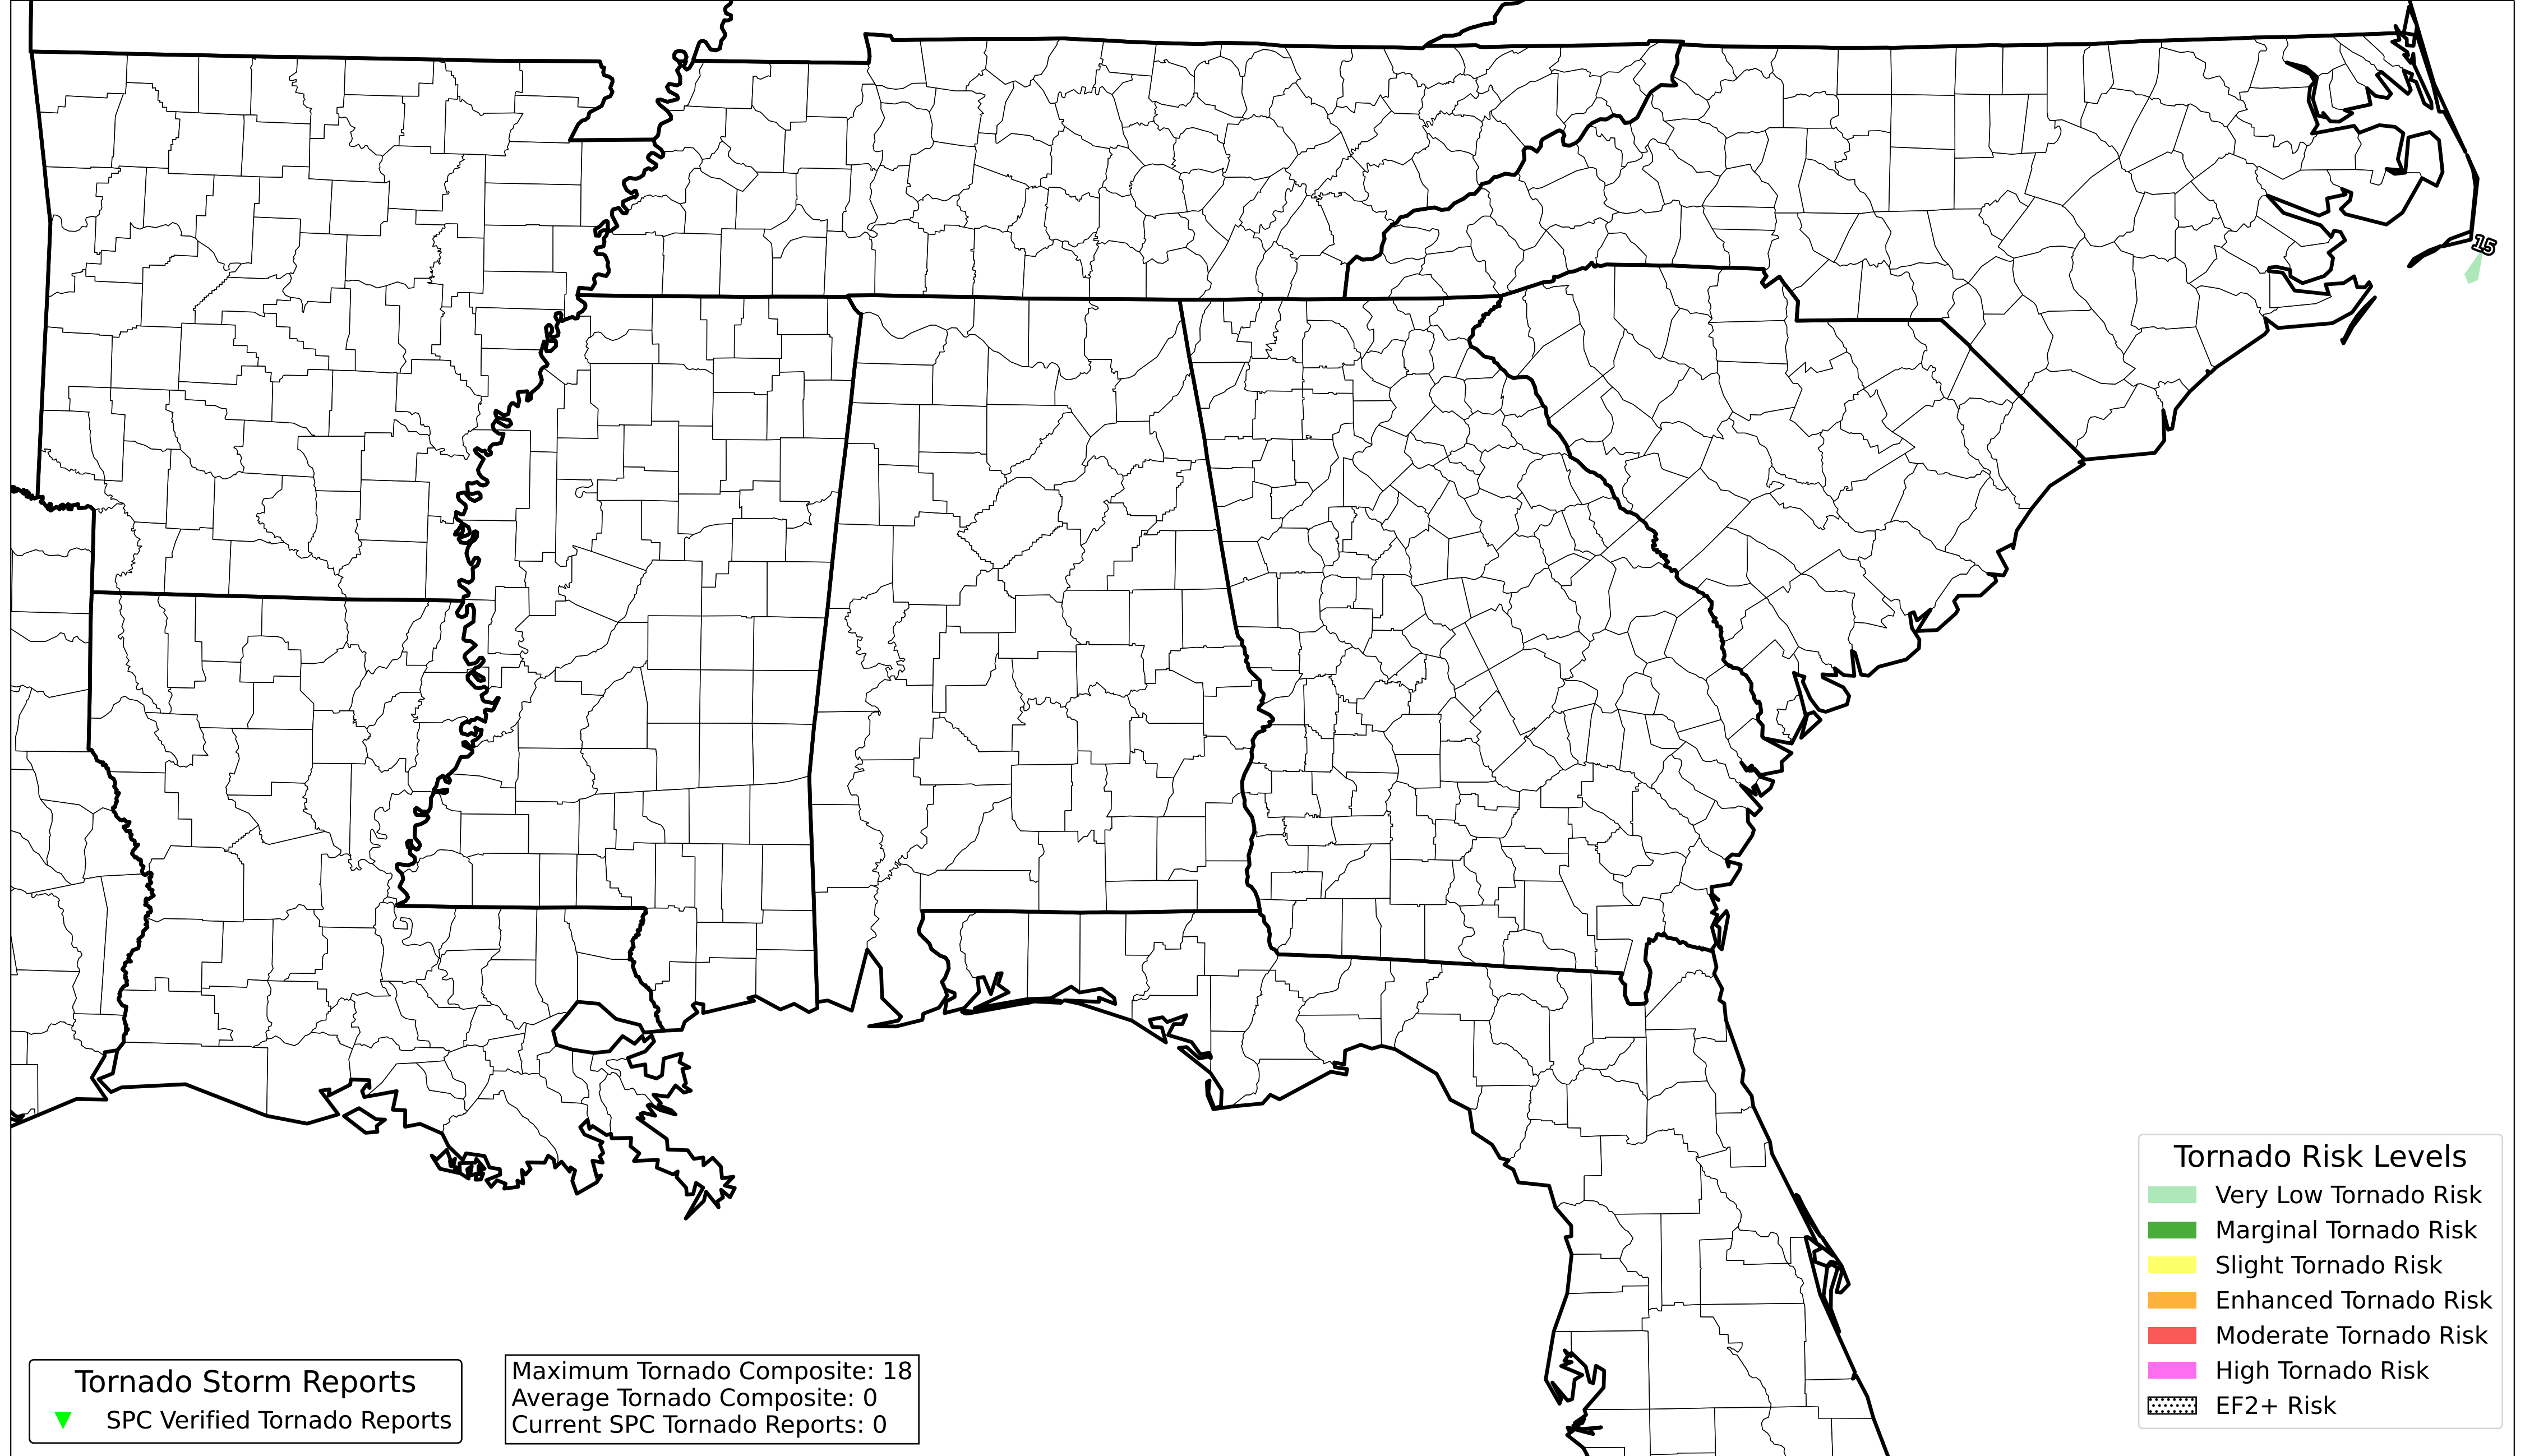 15
Tornado Risk Levels
Very Low Tornado Risk
Marginal Tornado Risk
Slight Tornado Risk
Enhanced Tornado Risk
Moderate Tornado Risk
High Tornado Risk
EF2+ Risk
Tornado Storm Reports
SPC Verified Tornado Reports
Maximum Tornado Composite: 18
Average Tornado Composite: 0
Current SPC Tornado Reports: 0